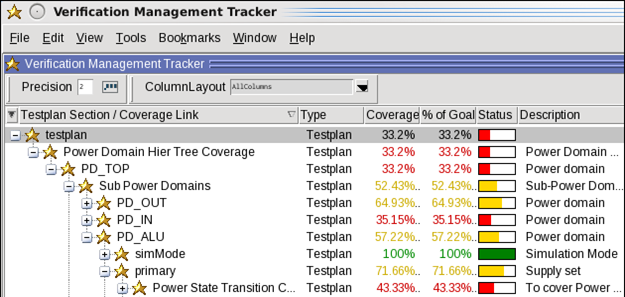 Verification Management Tracker
File Edit View Tools Bookmarks Window Help
Verification Management Tracker
Precision 2 ColumnLayout AllColumns
Testplan Section / Coverage Link Type Coverage % of Goal Status Description
testplan Testplan 33.2% 33.2%
Power Domain Hier Tree Coverage Testplan 33.2% 33.2% Power Domain ...
PD_TOP Testplan 33.2% 33.2% Power domain
Sub Power Domains Testplan 52.43%.. 52.43%.. Sub-Power Dom...
PD_OUT Testplan 64.93%.. 64.93%.. Power domain
PD_IN Testplan 35.15%.. 35.15%.. Power domain
PD_ALU Testplan 57.22%.. 57.22%.. Power domain
simMode Testplan 100% 100% Simulation Mode
primary Testplan 71.66%.. 71.66%.. Supply set
Power State Transition C... Testplan 43.33%.. 43.33%.. To cover Power ...